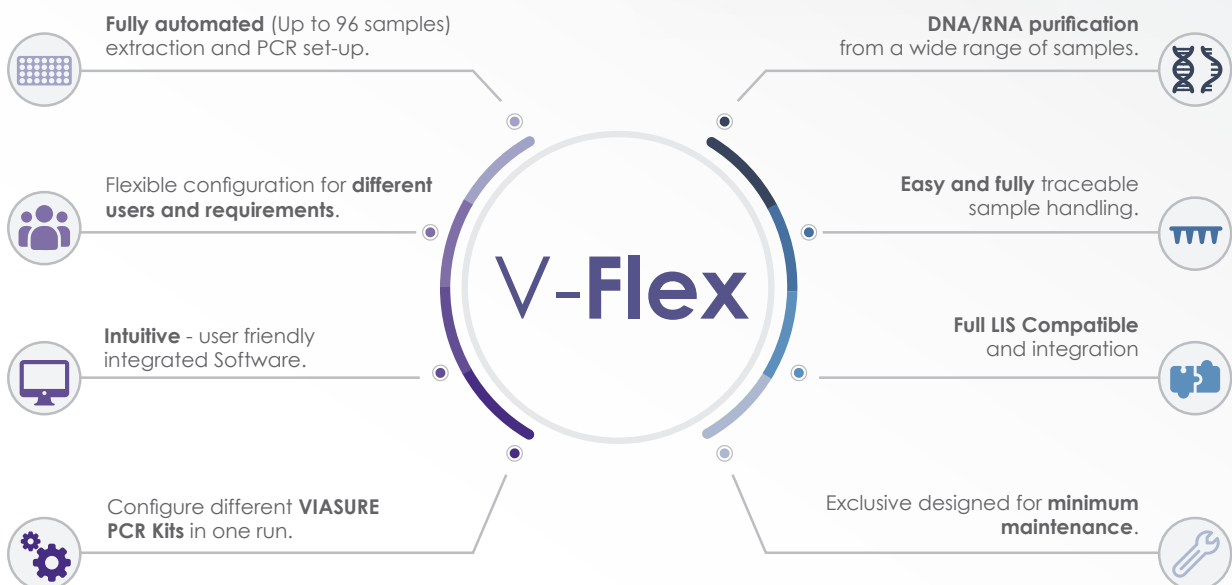 Fully automated (Up to 96 samples)
extraction and PCR set-up.
Flexible configuration for different
users and requirements.
Intuitive - user friendly
integrated Software.
Configure different VIASURE
PCR Kits in one run.
V-Flex
DNA/RNA purification
from a wide range of samples.
Easy and fully traceable
sample handling.
Full LIS Compatible
and integration
Exclusive designed for minimum
maintenance.